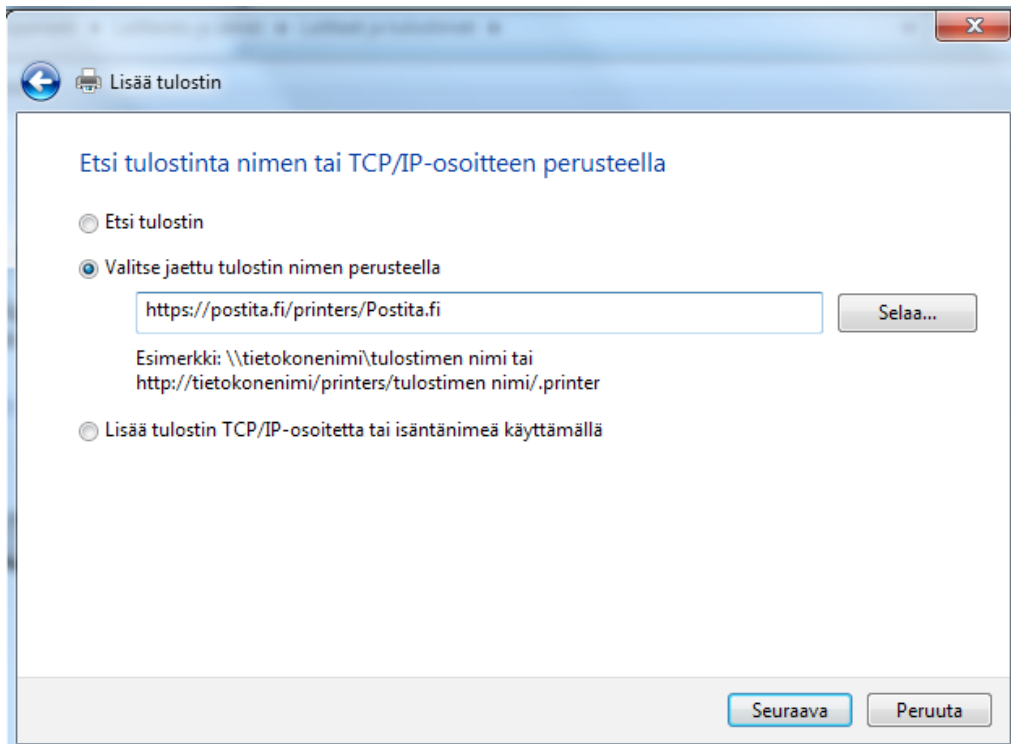 Lisää tulostin
Etsi tulostinta nimen tai TCP/IP-osoitteen perusteella
Etsi tulostin
Valitse jaettu tulostin nimen perusteella
https://postita.fi/printers/Postita.fi
Selaa...
Esimerkki: \\tietokonenimi\tulostimen nimi tai
http://tietokonenimi/printers/tulostimen nimi/.printer
Lisää tulostin TCP/IP-osoitetta tai isäntänimeä käyttämällä
Seuraava
Peruuta